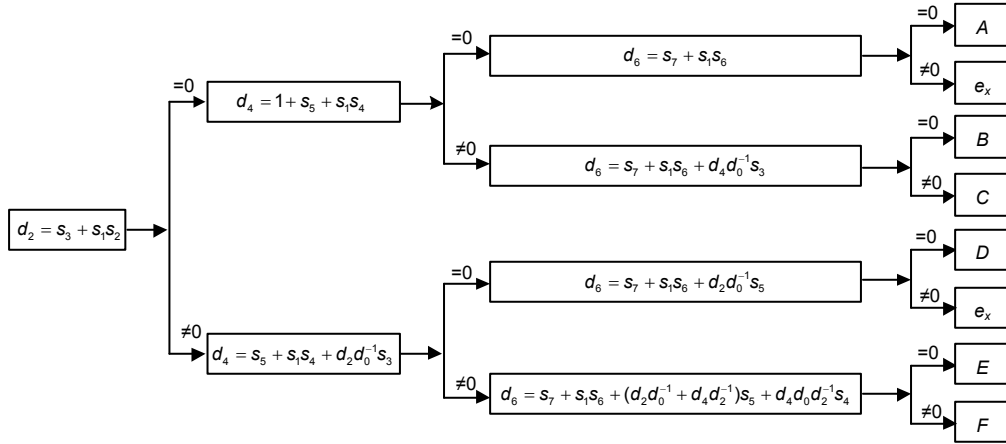 =0
A
=0
d₆ = s₇ + s₁s₆
≠0
eₓ
=0
d₄ = 1 + s₅ + s₁s₄
=0
B
≠0
d₆ = s₇ + s₁s₆ + d₄d₀⁻¹s₃
≠0
C
d₂ = s₃ + s₁s₂
=0
D
=0
d₆ = s₇ + s₁s₆ + d₂d₀⁻¹s₅
≠0
eₓ
≠0
d₄ = s₅ + s₁s₄ + d₂d₀⁻¹s₃
=0
E
≠0
d₆ = s₇ + s₁s₆ + (d₂d₀⁻¹ + d₄d₂⁻¹)s₅ + d₄d₀d₂⁻¹s₄
≠0
F